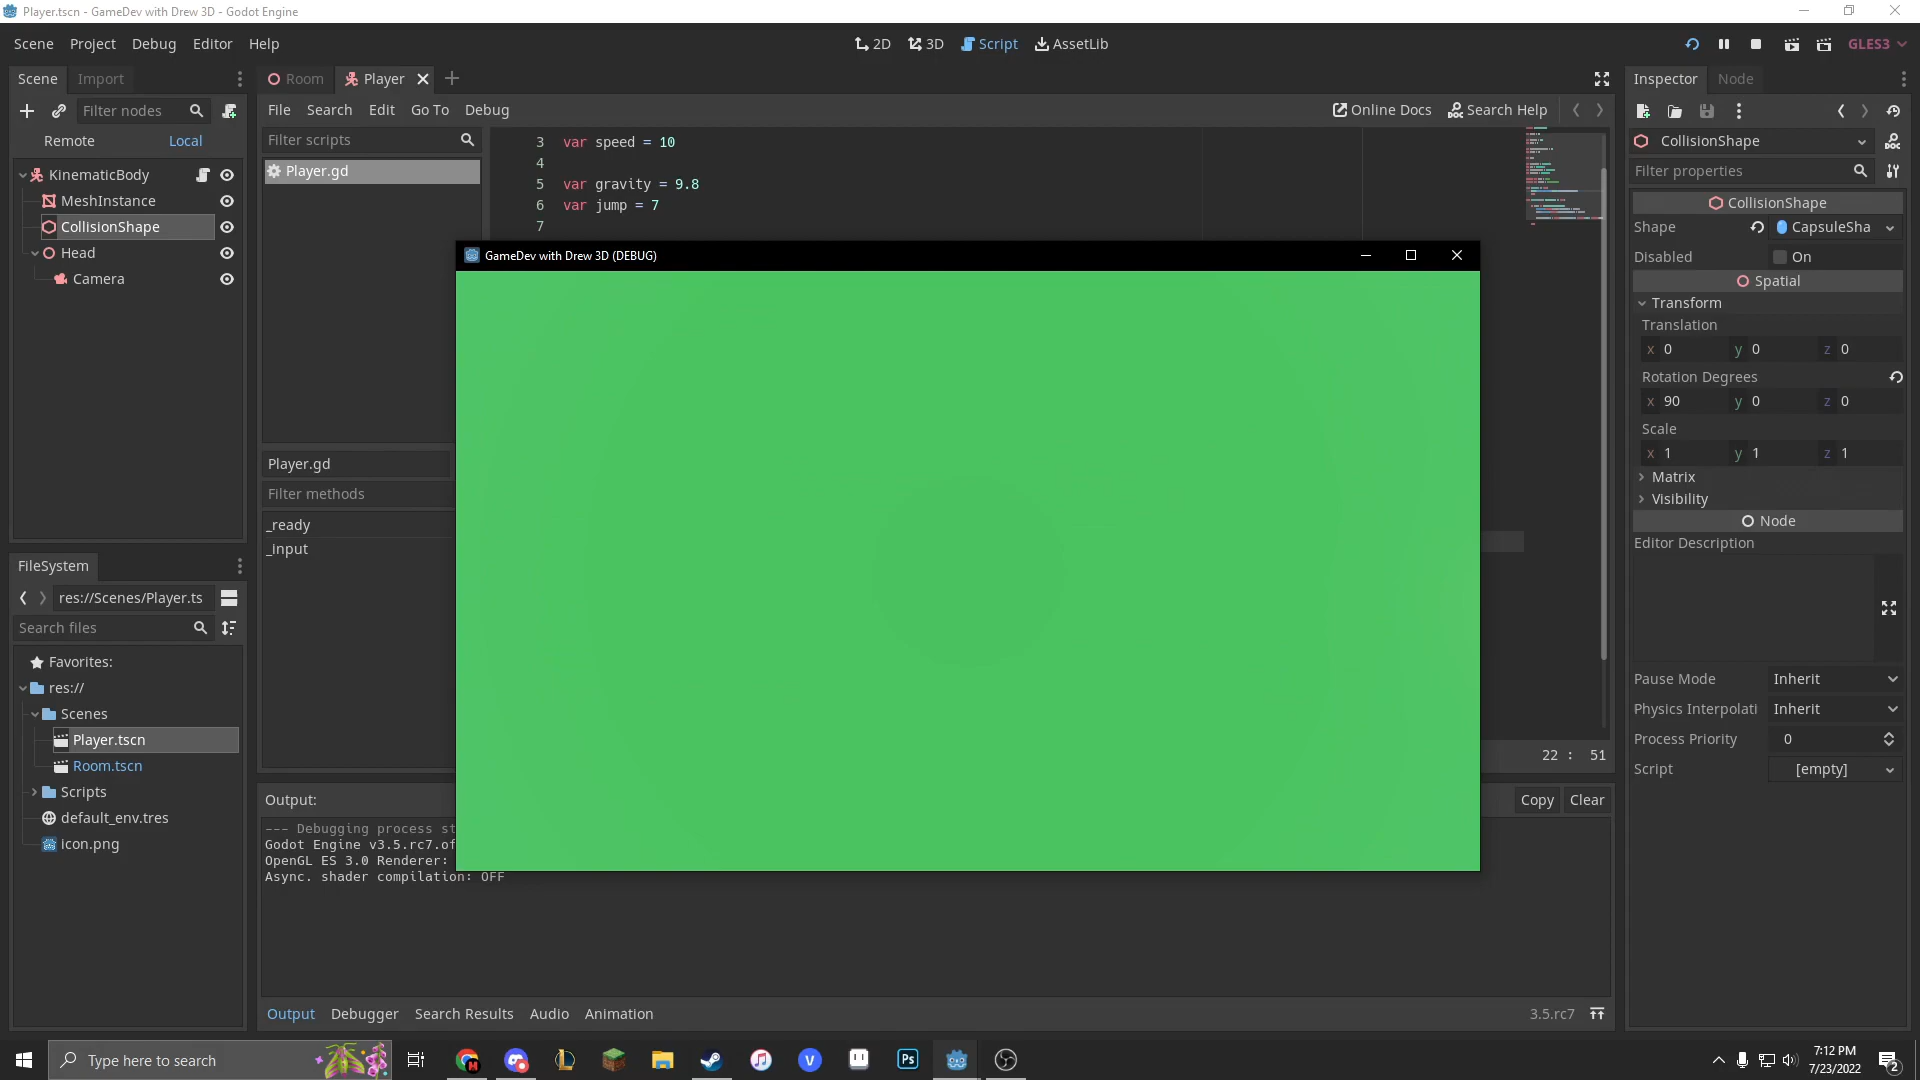 Player.tscn - GameDev with Drew 3D - Godot Engine
Scene Project Debug Editor Help
2D 3D Script AssetLib
GLES3
Scene Import
Room Player
Inspector Node
Filter nodes
File Search Edit Go To Debug
Online Docs Search Help
Remote Local
Filter scripts
Player.gd
3 var speed = 10
4
5 var gravity = 9.8
6 var jump = 7
7
KinematicBody
MeshInstance
CollisionShape
Head
Camera
GameDev with Drew 3D (DEBUG)
Player.gd
Filter methods
_ready
_input
22 : 51
FileSystem
res://Scenes/Player.ts
Search files
Favorites:
res://
Scenes
Player.tscn
Room.tscn
Scripts
default_env.tres
icon.png
Output:
Copy Clear
--- Debugging process st
Godot Engine v3.5.rc7.of
OpenGL ES 3.0 Renderer:
Async. shader compilation: OFF
Output Debugger Search Results Audio Animation
3.5.rc7
CollisionShape
Filter properties
CollisionShape
Shape CapsuleSha
Disabled On
Spatial
Transform
Translation
x 0 y 0 z 0
Rotation Degrees
x 90 y 0 z 0
Scale
x 1 y 1 z 1
Matrix
Visibility
Node
Editor Description
Pause Mode Inherit
Physics Interpolati Inherit
Process Priority 0
Script [empty]
Type here to search
Ps
7:12 PM
7/23/2022
2